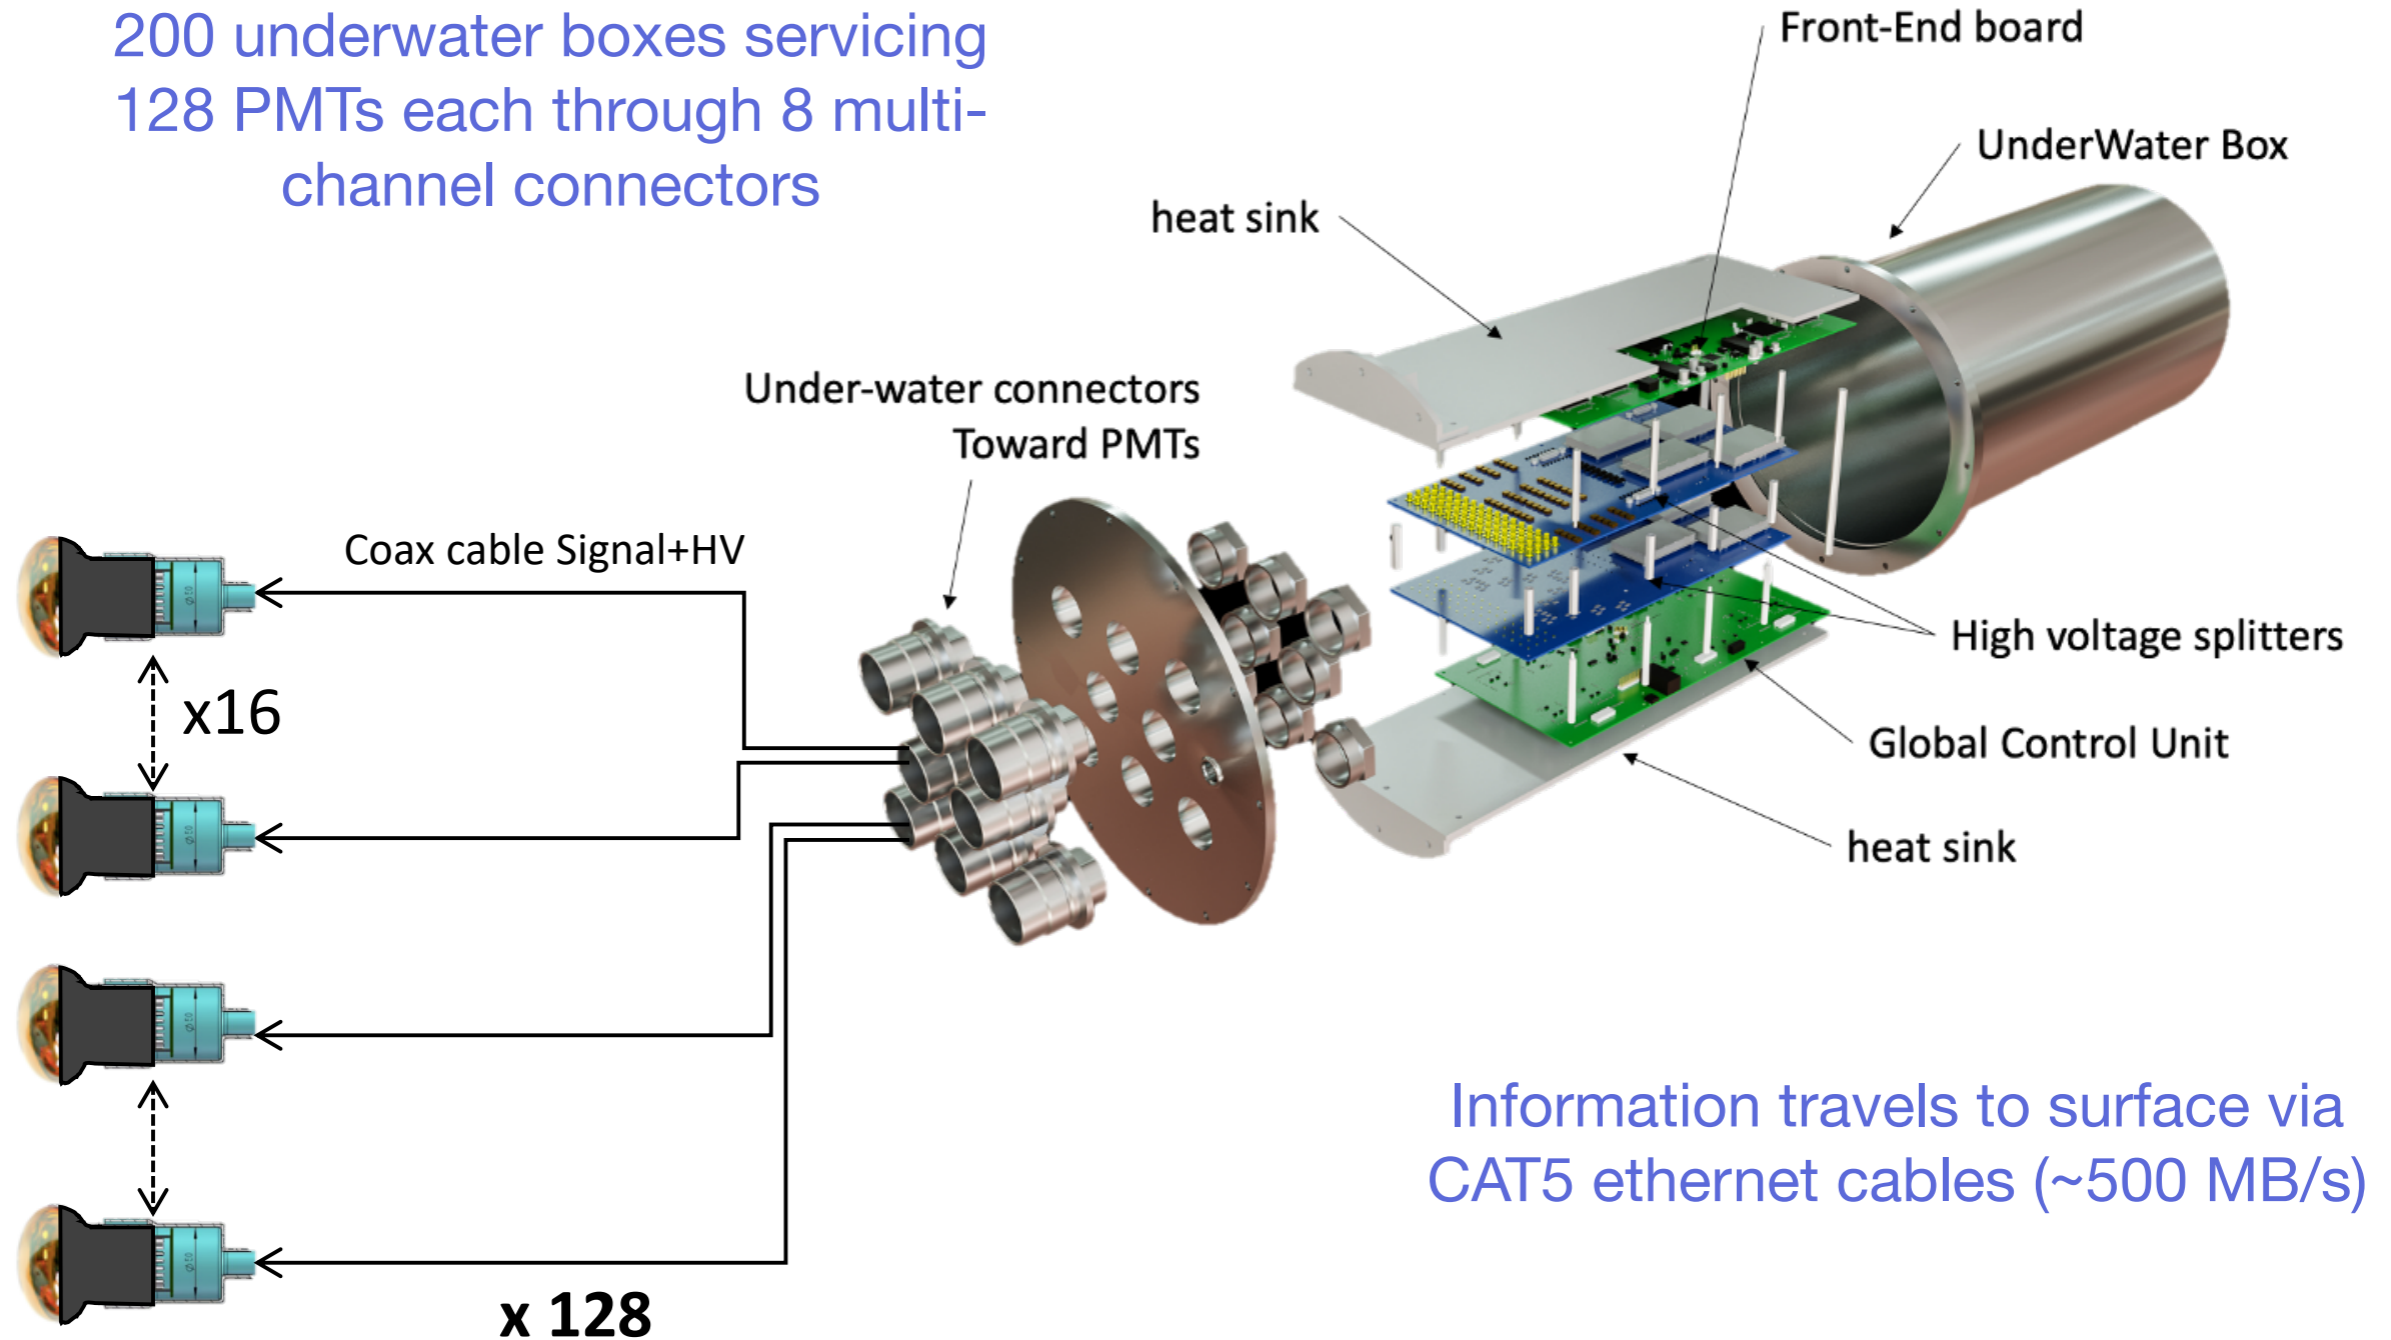 200 underwater boxes servicing
128 PMTs each through 8 multi-
channel connectors
Front-End board
UnderWater Box
heat sink
Under-water connectors
Toward PMTs
Coax cable Signal+HV
x16
High voltage splitters
Global Control Unit
heat sink
Information travels to surface via
CAT5 ethernet cables (~500 MB/s)
x 128